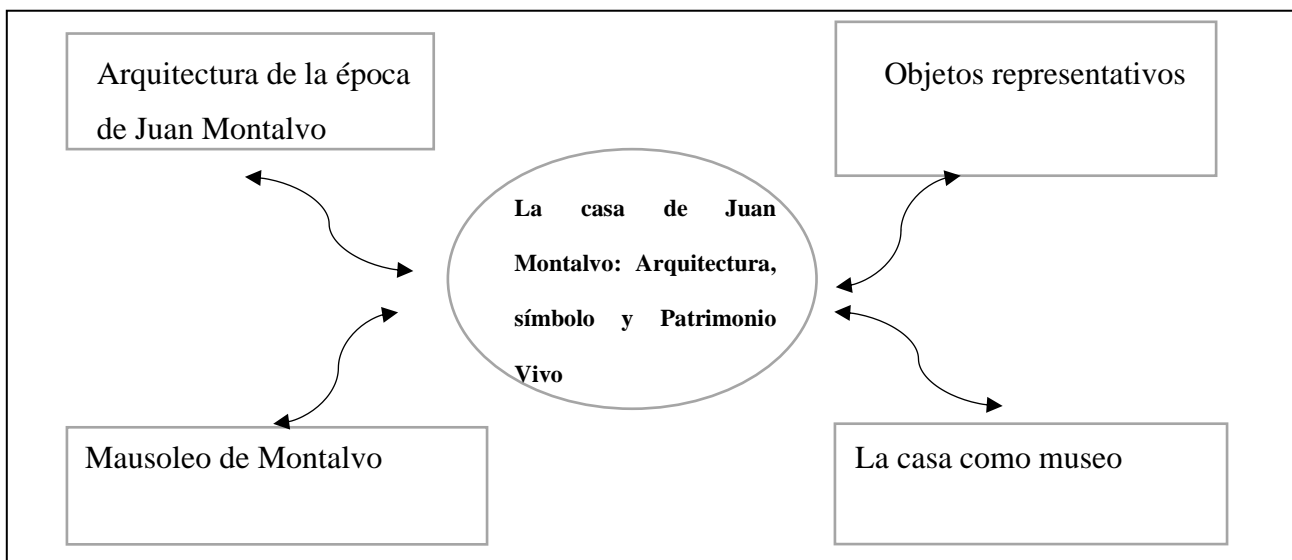 Arquitectura de la época
de Juan Montalvo
Objetos representativos
La casa de Juan
Montalvo: Arquitectura,
símbolo y Patrimonio
Vivo
Mausoleo de Montalvo
La casa como museo